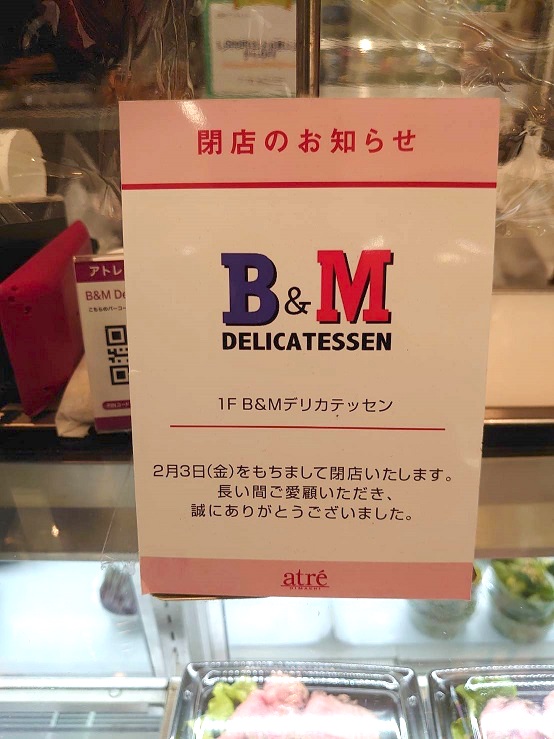 閉店のお知らせ
B&M
DELICATESSEN
1F B&Mデリカテッセン
2月3日(金)をもちまして閉店いたします。
長い間ご愛顧いただき、
誠にありがとうございました。
atré
アトレ
B&M De